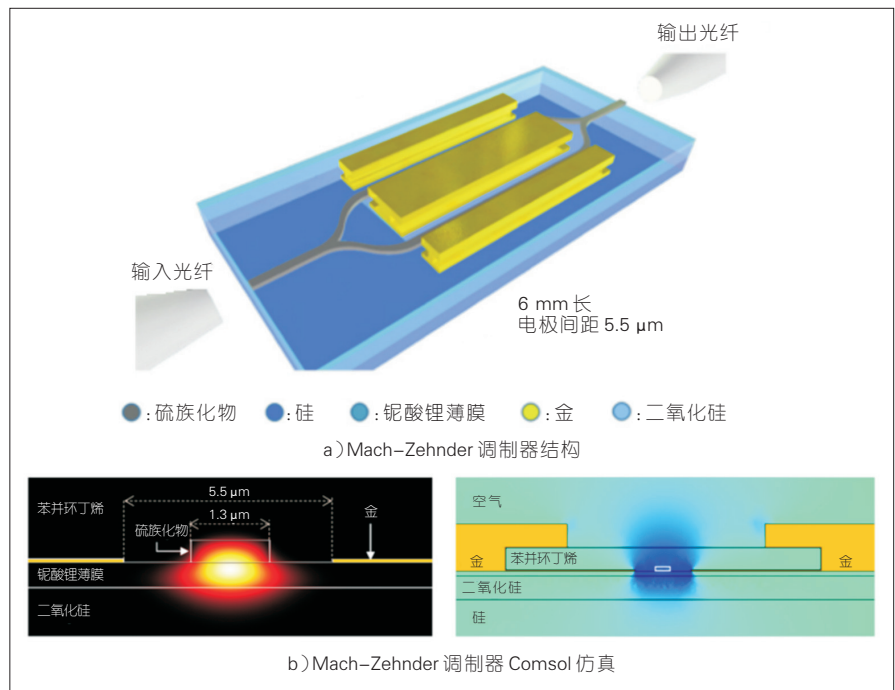 输出光纤
输入光纤
6 mm 长
电极间距 5.5 μm
:硫族化物 :硅 :铌酸锂薄膜 :金 :二氧化硅
a)Mach-Zehnder 调制器结构
5.5 μm
苯并环丁烯
1.3 μm
金
硫族化物
铌酸锂薄膜
二氧化硅
空气
金 苯并环丁烯 金
二氧化硅
硅
b)Mach-Zehnder 调制器 Comsol 仿真